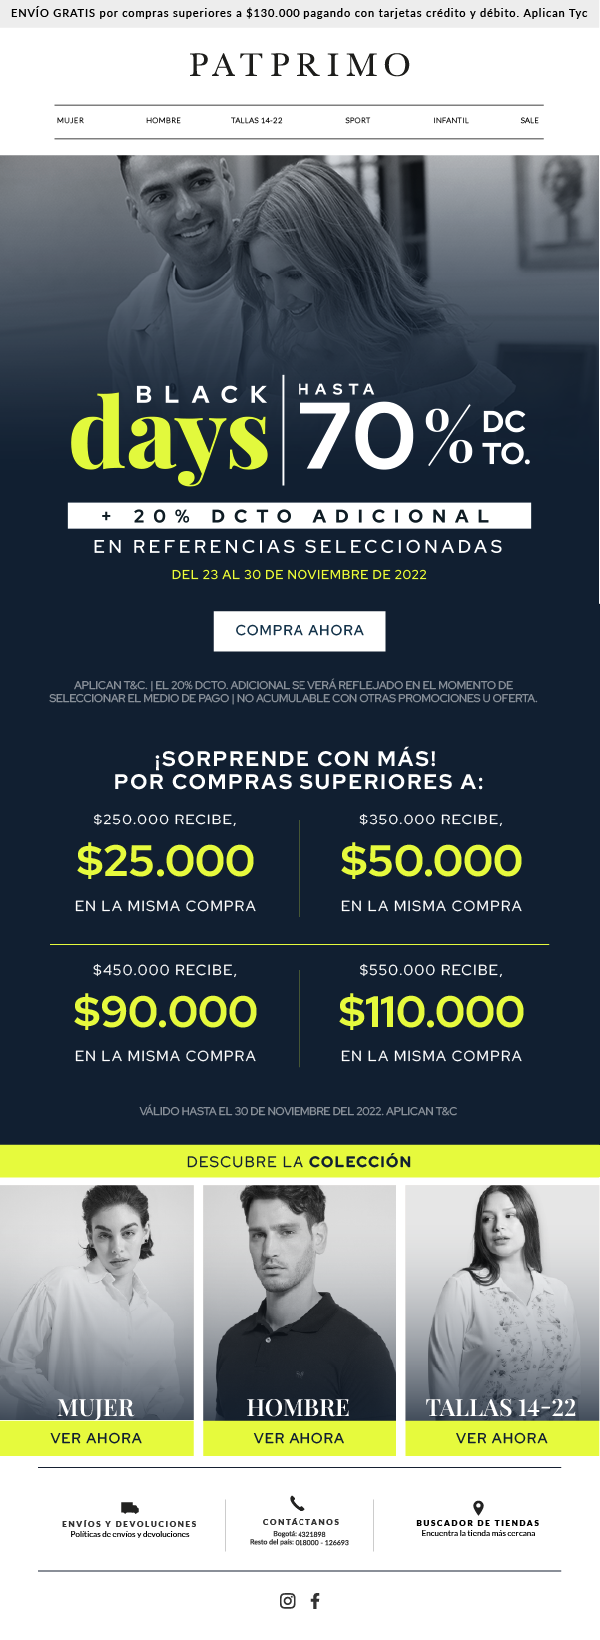 ENVÍO GRATIS por compras superiores a $130.000 pagando con tarjetas crédito y débito. Aplican Tyc
PATPRIMO
MUJER HOMBRE TALLAS 14-22 SPORT INFANTIL SALE
BLACK days
HASTA 70% DCTO.
+ 20% DCTO ADICIONAL
EN REFERENCIAS SELECCIONADAS
DEL 23 AL 30 DE NOVIEMBRE DE 2022
COMPRA AHORA
APLICAN T&C. | EL 20% DCTO. ADICIONAL SE VERÁ REFLEJADO EN EL MOMENTO DE
SELECCIONAR EL MEDIO DE PAGO | NO ACUMULABLE CON OTRAS PROMOCIONES U OFERTA.
¡SORPRENDE CON MÁS!
POR COMPRAS SUPERIORES A:
$250.000 RECIBE,
$25.000
EN LA MISMA COMPRA
$350.000 RECIBE,
$50.000
EN LA MISMA COMPRA
$450.000 RECIBE,
$90.000
EN LA MISMA COMPRA
$550.000 RECIBE,
$110.000
EN LA MISMA COMPRA
VÁLIDO HASTA EL 30 DE NOVIEMBRE DEL 2022. APLICAN T&C
DESCUBRE LA COLECCIÓN
MUJER
VER AHORA
HOMBRE
VER AHORA
TALLAS 14-22
VER AHORA
ENVÍOS Y DEVOLUCIONES
Políticas de envíos y devoluciones
CONTÁCTANOS
Bogotá: 4321898
Resto del país: 018000 - 126693
BUSCADOR DE TIENDAS
Encuentra la tienda más cercana